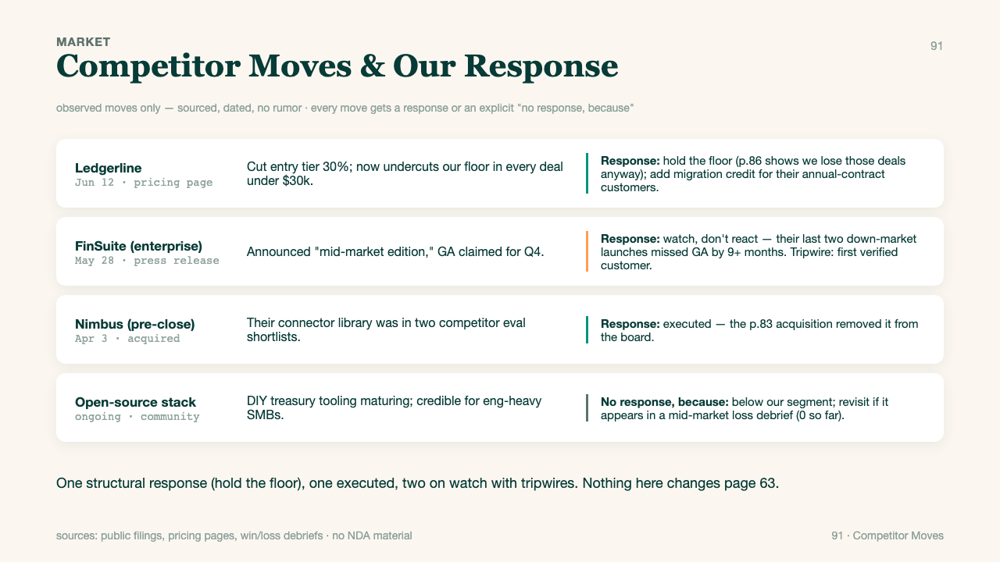 MARKET
91
Competitor Moves & Our Response
observed moves only — sourced, dated, no rumor · every move gets a response or an explicit "no response, because"
Ledgerline
Jun 12 · pricing page
Cut entry tier 30%; now undercuts our floor in every deal
under $30k.
Response: hold the floor (p.86 shows we lose those deals
anyway); add migration credit for their annual-contract
customers.
FinSuite (enterprise)
May 28 · press release
Announced "mid-market edition," GA claimed for Q4.
Response: watch, don't react — their last two down-market
launches missed GA by 9+ months. Tripwire: first verified
customer.
Nimbus (pre-close)
Apr 3 · acquired
Their connector library was in two competitor eval
shortlists.
Response: executed — the p.83 acquisition removed it from
the board.
Open-source stack
ongoing · community
DIY treasury tooling maturing; credible for eng-heavy
SMBs.
No response, because: below our segment; revisit if it
appears in a mid-market loss debrief (0 so far).
One structural response (hold the floor), one executed, two on watch with tripwires. Nothing here changes page 63.
sources: public filings, pricing pages, win/loss debriefs · no NDA material
91 · Competitor Moves